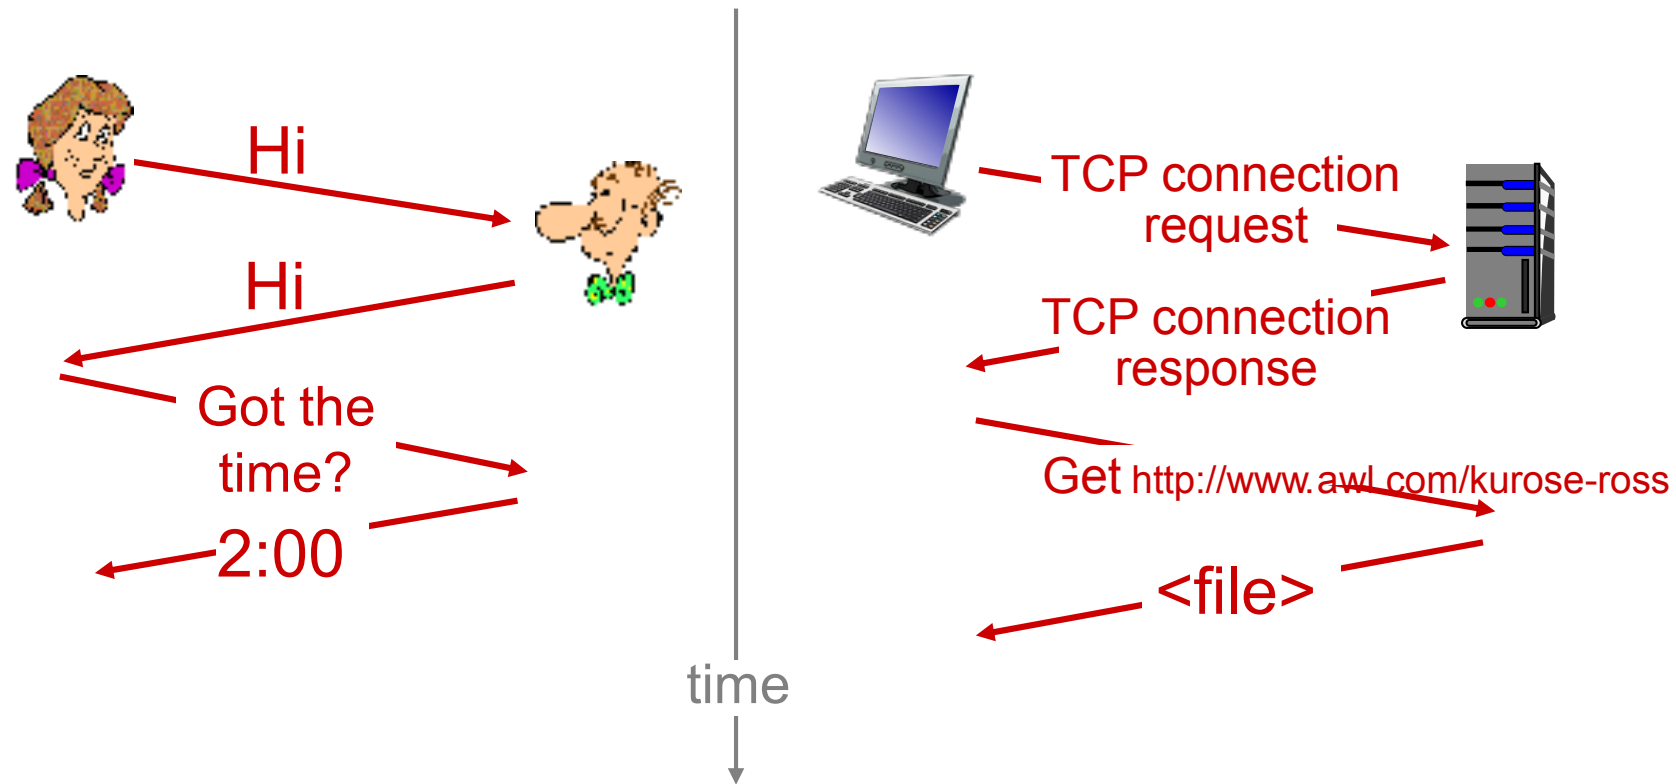 Hi
Hi
Got the
time?
2:00
TCP connection
request
TCP connection
response
Get http://www.awl.com/kurose-ross
<file>
time